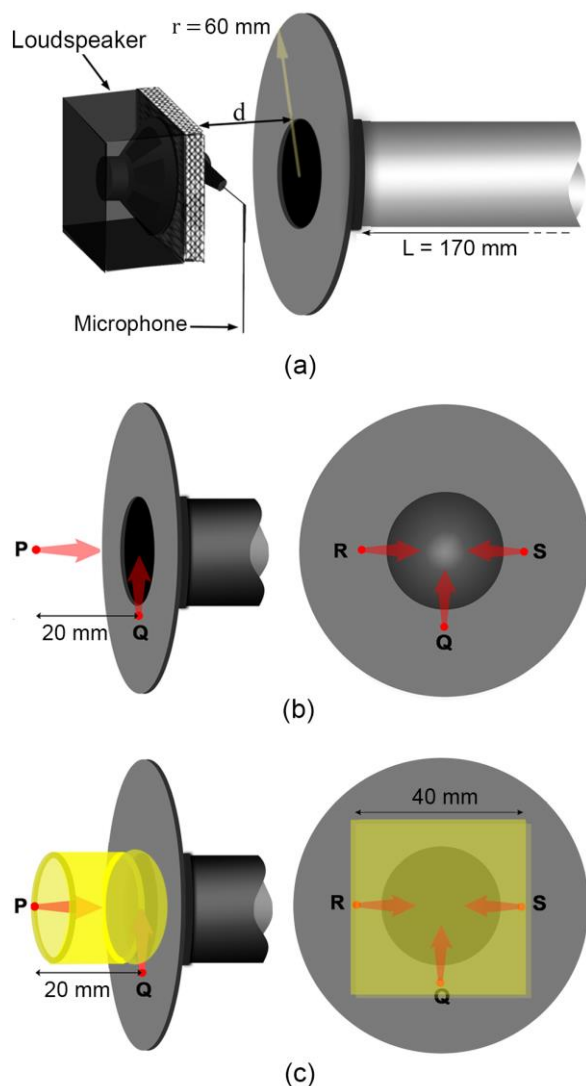 Loudspeaker
r = 60 mm
d
L = 170 mm
Microphone
(a)
P
Q
20 mm
R
S
Q
(b)
40 mm
P
Q
20 mm
R
S
Q
(c)